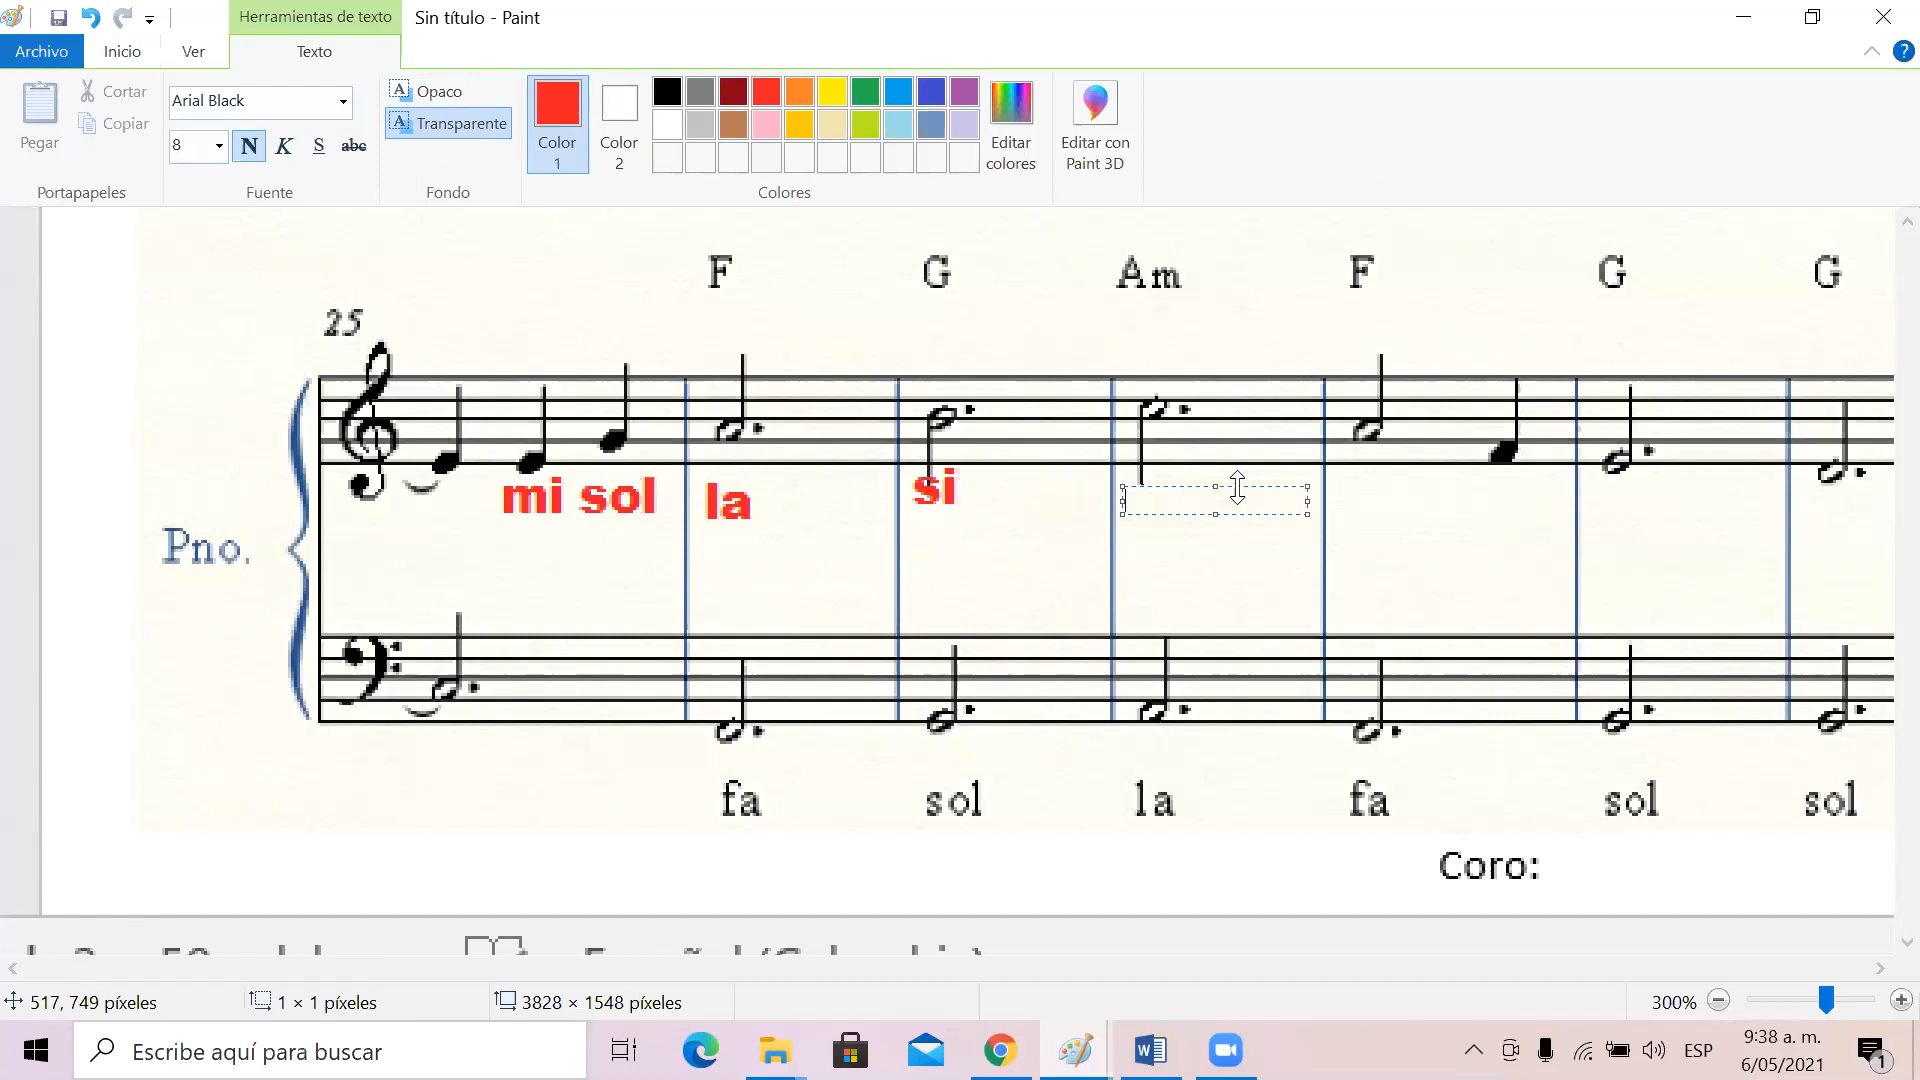 Herramientas de texto
Sin título - Paint
Archivo
Inicio
Ver
Texto
Pegar
Cortar
Copiar
Portapapeles
Arial Black
8
N K S abc
Fuente
Opaco
Transparente
Fondo
Color 1
Color 2
Editar colores
Colores
Editar con Paint 3D
F G Am F G G
25
mi sol la si
Pno.
fa sol la fa sol sol
Coro:
517, 749 píxeles
1 × 1 píxeles
3828 × 1548 píxeles
300%
Escribe aquí para buscar
ESP
9:38 a. m.
6/05/2021
1